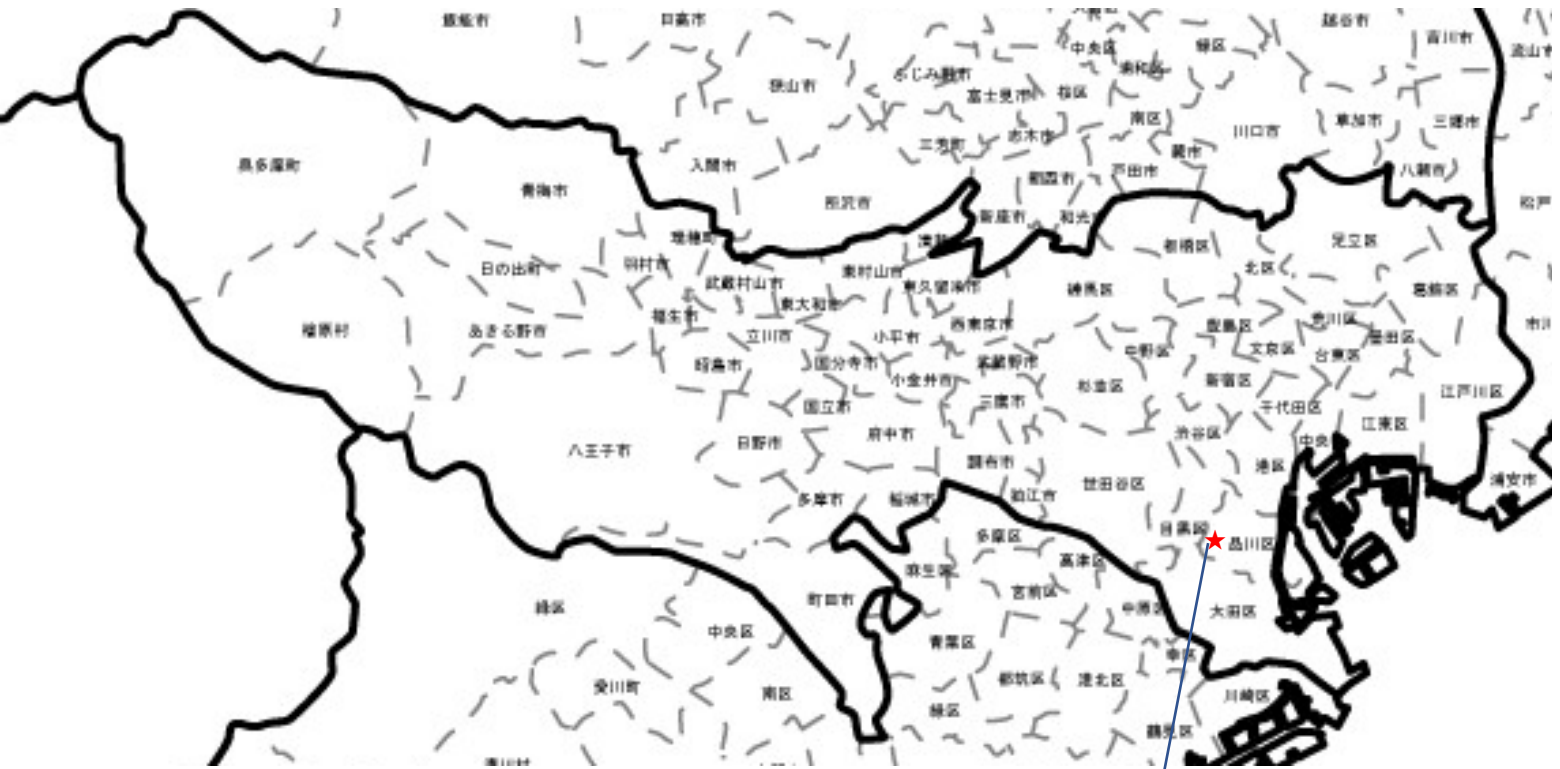 飯能市
日高市
越谷市
吉川市
流山市
中央区
緑区
浦和区
ふじみ野市
狭山市
富士見市
桜区
南区
川口市
草加市
三郷市
志木市
三芳町
蕨市
奥多摩町
入間市
戸田市
八潮市
朝霞市
青梅市
所沢市
新座市
和光
松戸
瑞穂町
清瀬
板橋区
足立区
日の出町
羽村市
東村山市
北区
武蔵村山市
東久留米市
練馬区
葛飾区
東大和市
福生市
檜原村
あきる野市
立川市
小平市
西東京市
豊島区
荒川区
墨田区
市川
昭島市
国分寺市
武蔵野市
中野区
文京区
台東区
小金井市
杉並区
新宿区
江戸川区
国立市
三鷹市
千代田区
江東区
八王子市
日野市
府中市
渋谷区
中央
調布市
港区
世田谷区
浦安市
多摩市
稲城市
狛江市
目黒区
多摩区
品川区
麻生区
高津区
宮前区
町田市
緑区
中原区
大田区
中央区
青葉区
幸区
愛川町
南区
都筑区
港北区
川崎区
緑区
鶴見区
清川村